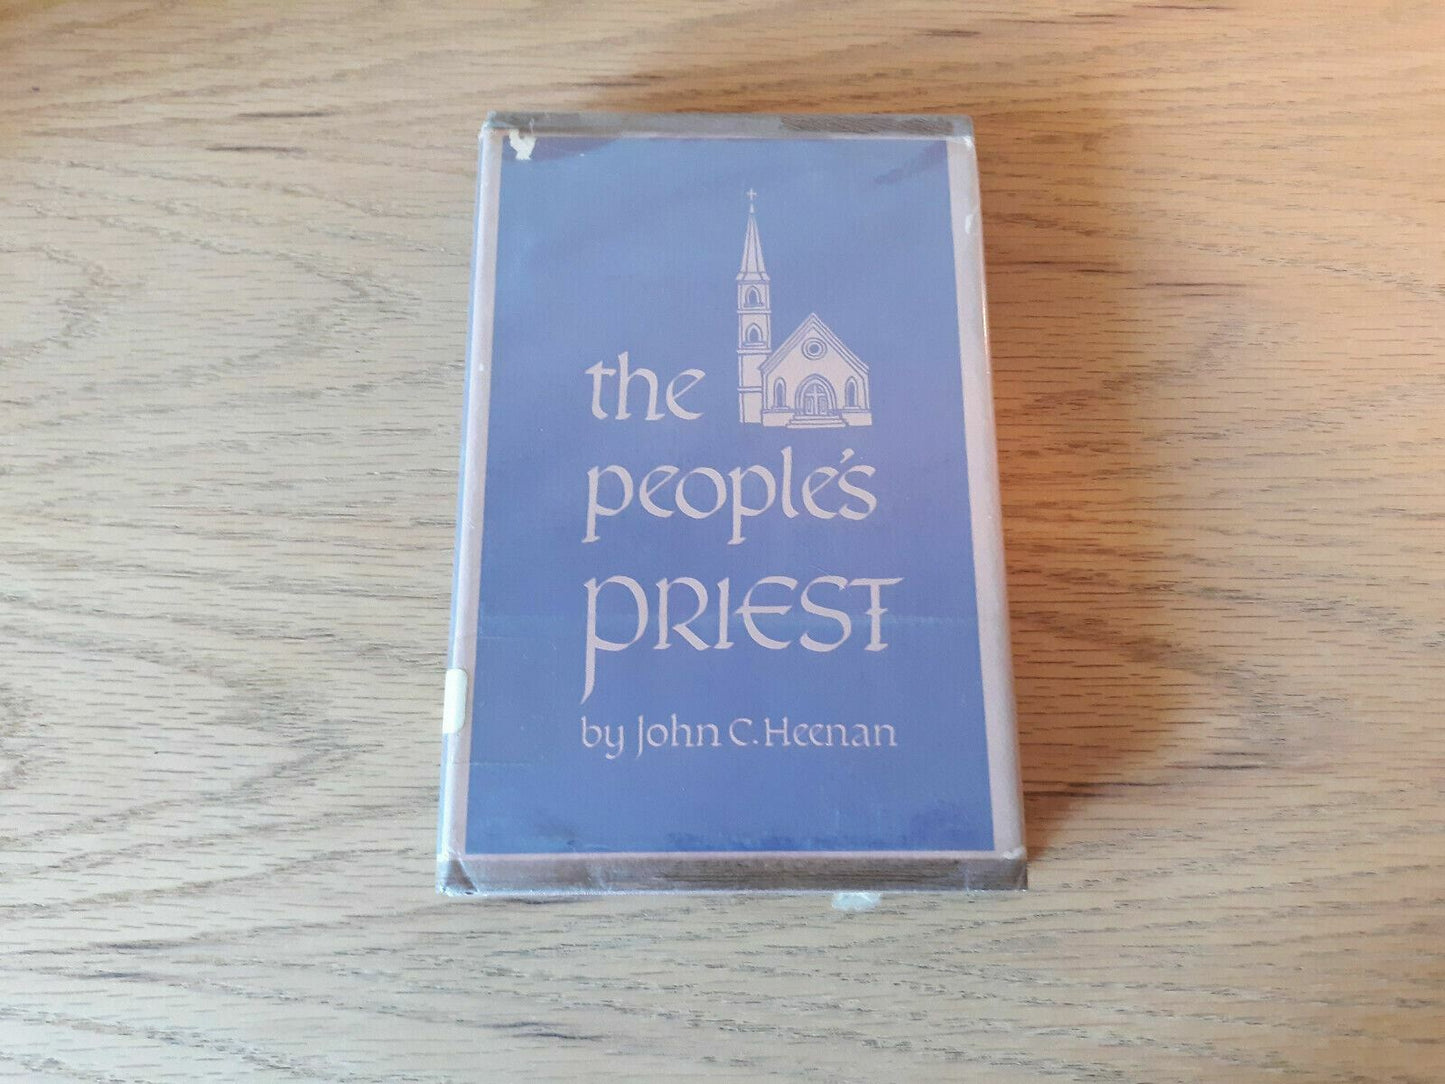 the
people's
PRIEST
by John C. Heenan